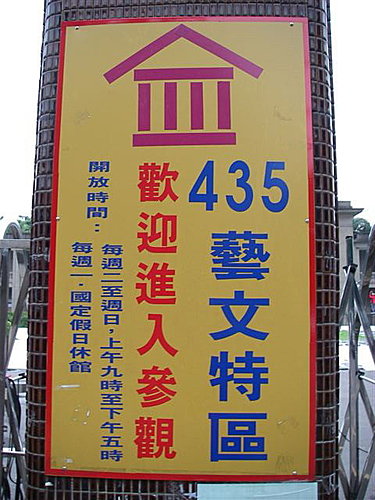 435
藝文特區
歡迎進入參觀
開放時間:
每週二至週日,上午九時至下午五時
每週一.國定假日休館